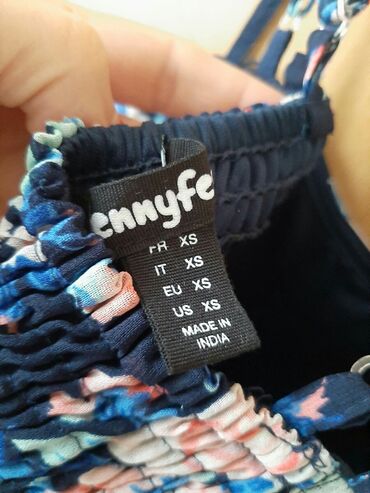 ennyfe
FR XS
IT XS
EU XS
US XS
MADE IN
INDIA